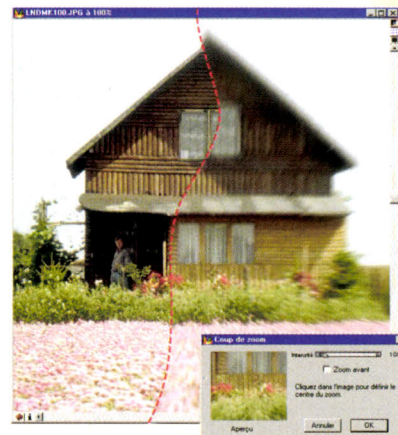 LNDMK100.JPG à 100%
Coup de zoom
Intensité
100
Zoom avant
Cliquez dans l'image pour définir le
centre du zoom.
Aperçu
Annuler
OK